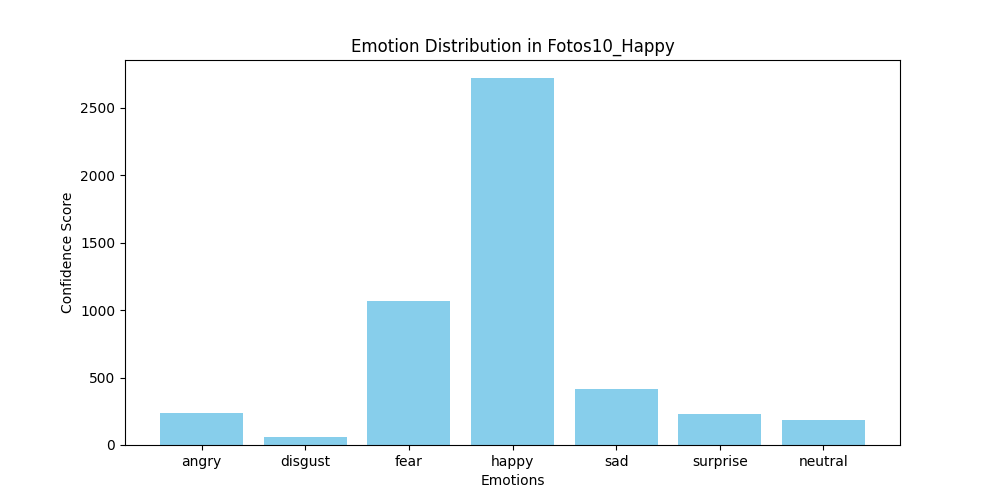 Emotion Distribution in Fotos10_Happy
Confidence Score
2500
2000
1500
1000
500
0
angry disgust fear happy sad surprise neutral
Emotions